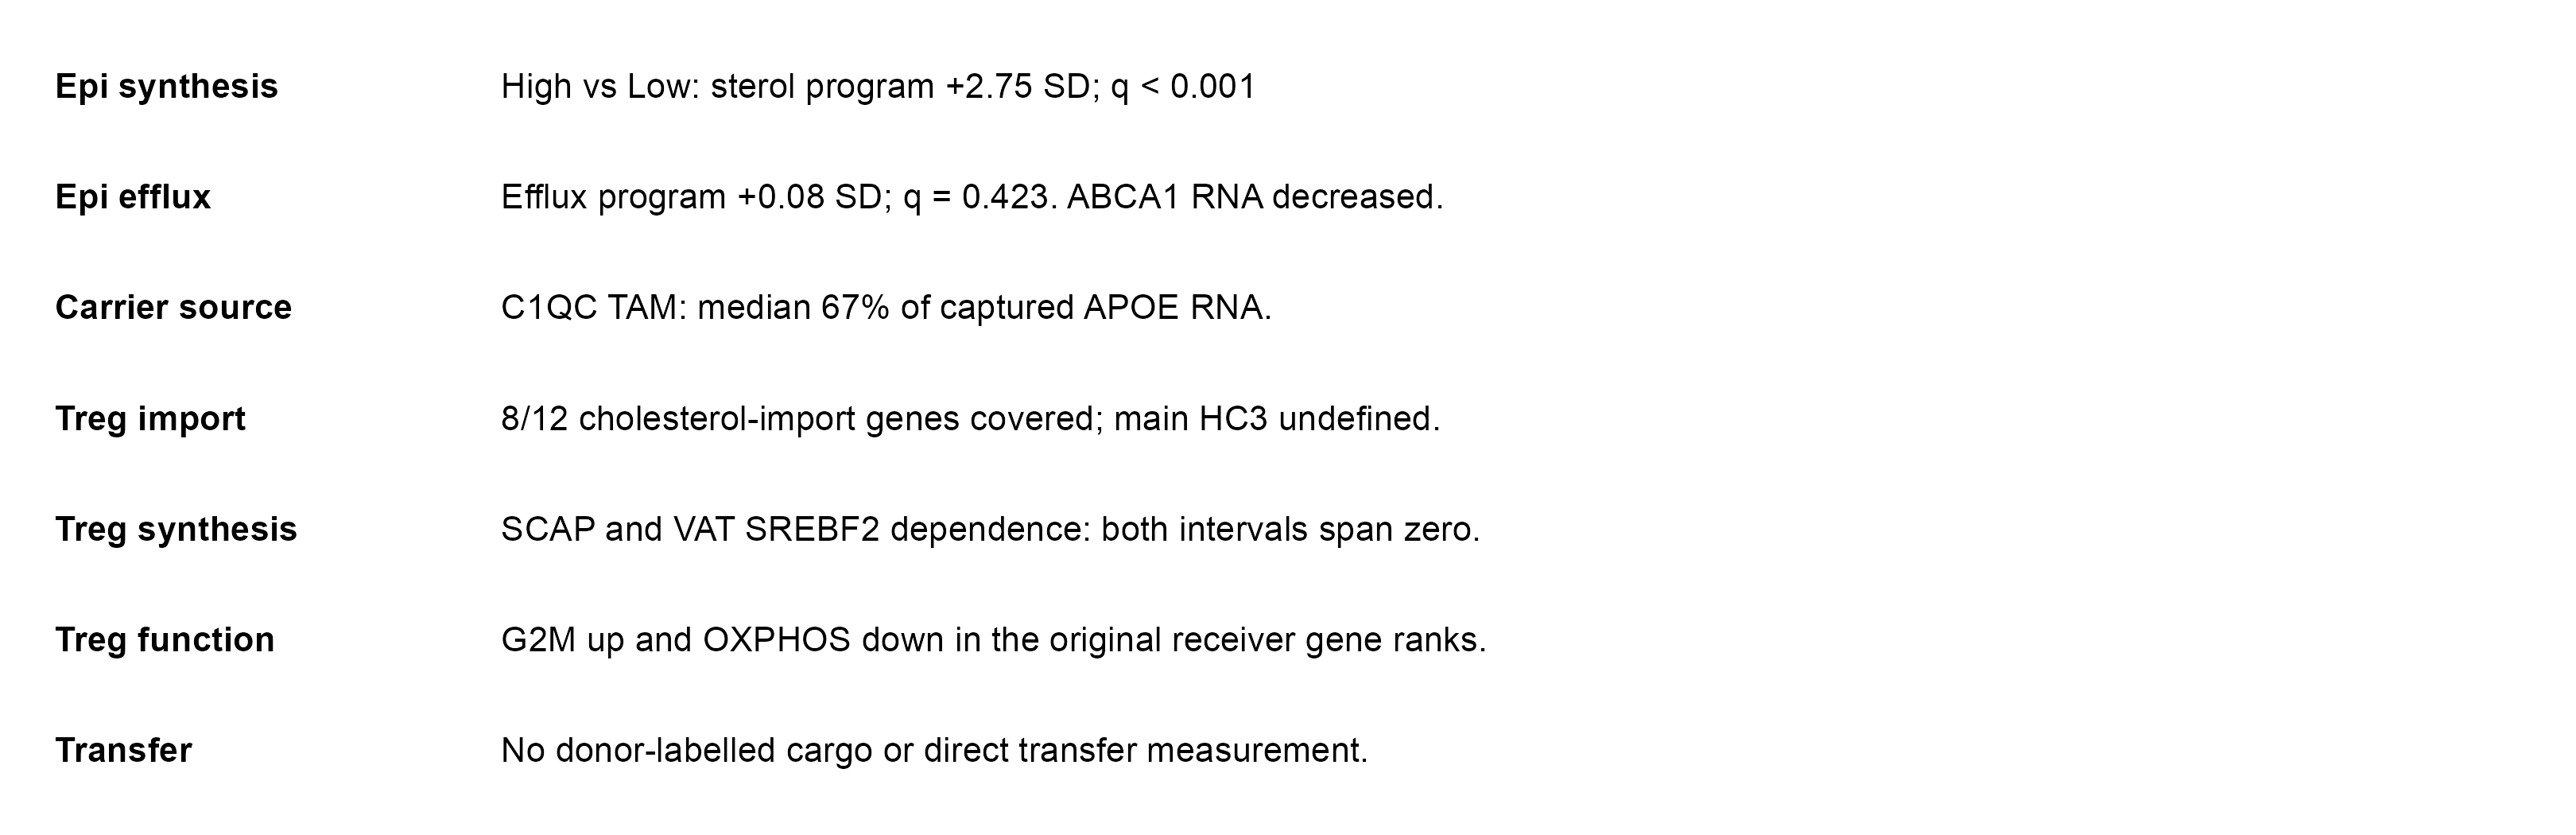 Epi synthesis High vs Low: sterol program +2.75 SD; q < 0.001
Epi efflux Efflux program +0.08 SD; q = 0.423. ABCA1 RNA decreased.
Carrier source C1QC TAM: median 67% of captured APOE RNA.
Treg import 8/12 cholesterol-import genes covered; main HC3 undefined.
Treg synthesis SCAP and VAT SREBF2 dependence: both intervals span zero.
Treg function G2M up and OXPHOS down in the original receiver gene ranks.
Transfer No donor-labelled cargo or direct transfer measurement.